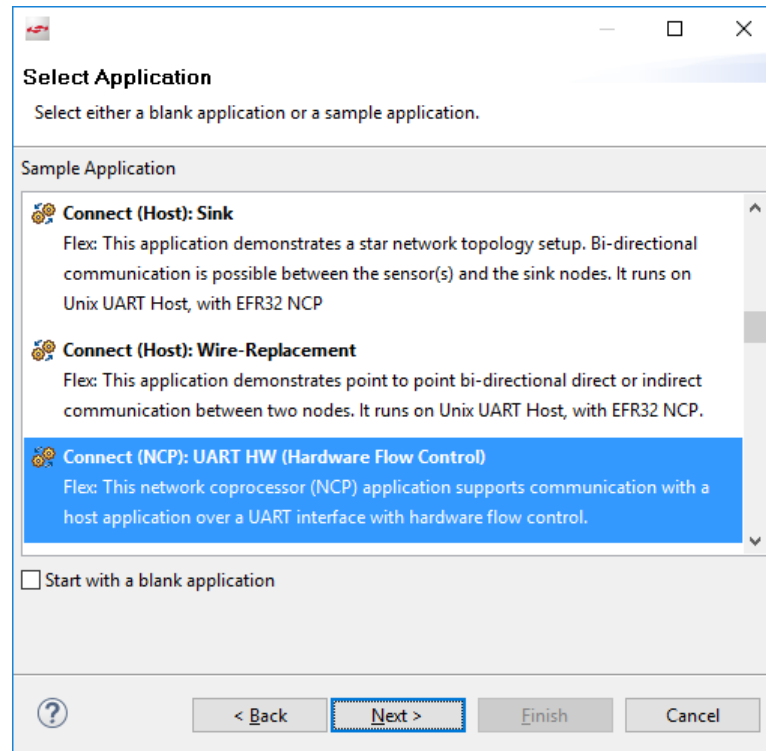 Select Application
Select either a blank application or a sample application.
Sample Application
Connect (Host): Sink
Flex: This application demonstrates a star network topology setup. Bi-directional
communication is possible between the sensor(s) and the sink nodes. It runs on
Unix UART Host, with EFR32 NCP
Connect (Host): Wire-Replacement
Flex: This application demonstrates point to point bi-directional direct or indirect
communication between two nodes. It runs on Unix UART Host, with EFR32 NCP.
Connect (NCP): UART HW (Hardware Flow Control)
Flex: This network coprocessor (NCP) application supports communication with a
host application over a UART interface with hardware flow control.
Start with a blank application
? < Back Next > Finish Cancel